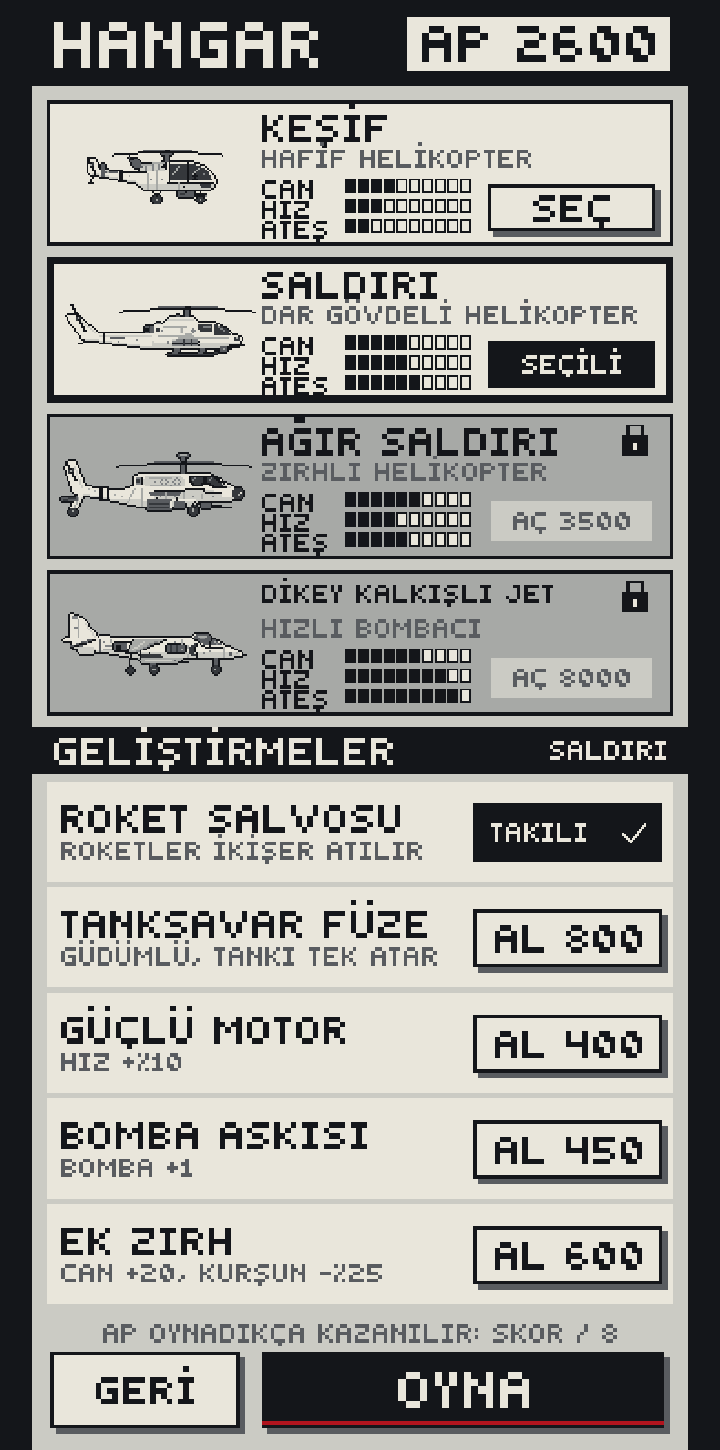 HANGAR
AP 2600
KEŞİF
HAFİF HELİKOPTER
CAN
HIZ
ATEŞ
SEÇ
SALDIRI
DAR GÖVDELİ HELİKOPTER
CAN
HIZ
ATEŞ
SEÇİLİ
AĞIR SALDIRI
ZIRHLI HELİKOPTER
CAN
HIZ
ATEŞ
AÇ 3500
DİKEY KALKIŞLI JET
HIZLI BOMBACI
CAN
HIZ
ATEŞ
AÇ 8000
GELİŞTİRMELER
SALDIRI
ROKET SALVOSU
ROKETLER İKİŞER ATILIR
TAKILI ✓
TANKSAVAR FÜZE
GÜDÜMLÜ, TANKI TEK ATAR
AL 800
GÜÇLÜ MOTOR
HIZ +%10
AL 400
BOMBA ASKISI
BOMBA +1
AL 450
EK ZIRH
CAN +20, KURŞUN -%25
AL 600
AP OYNADIKÇA KAZANILIR: SKOR / 8
GERİ
OYNA